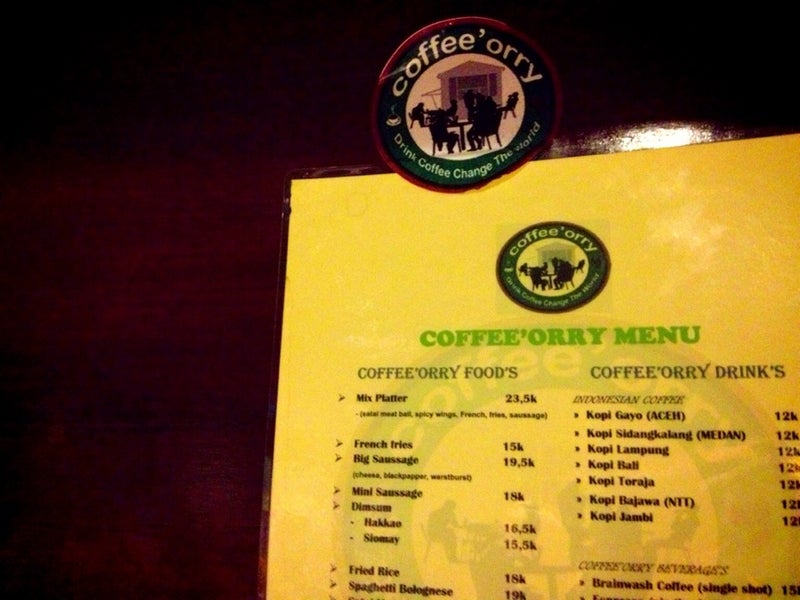 coffee'orry
Drink Coffee Change The World
coffee'orry
Drink Coffee Change The World
COFFEE'ORRY MENU
COFFEE'ORRY FOOD'S
Mix Platter 23,5k
- (satai meat ball, spicy wings, French, fries, saussage)
French fries 15k
Big Saussage 19,5k
(cheese, blackpapper, warstburst)
Mini Saussage 18k
Dimsum
- Hakkao 16,5k
- Siomay 15,5k
Fried Rice 18k
Spaghetti Bolognese 19k
COFFEE'ORRY DRINK'S
INDONESIAN COFFEE
» Kopi Gayo (ACEH) 12k
» Kopi Sidangkalang (MEDAN) 12k
» Kopi Lampung 12k
» Kopi Bali 12k
» Kopi Toraja 12k
» Kopi Bajawa (NTT) 12k
» Kopi Jambi 12k
COFFEE'ORRY BEVERAGE'S
» Brainwash Coffee (single shot) 15k